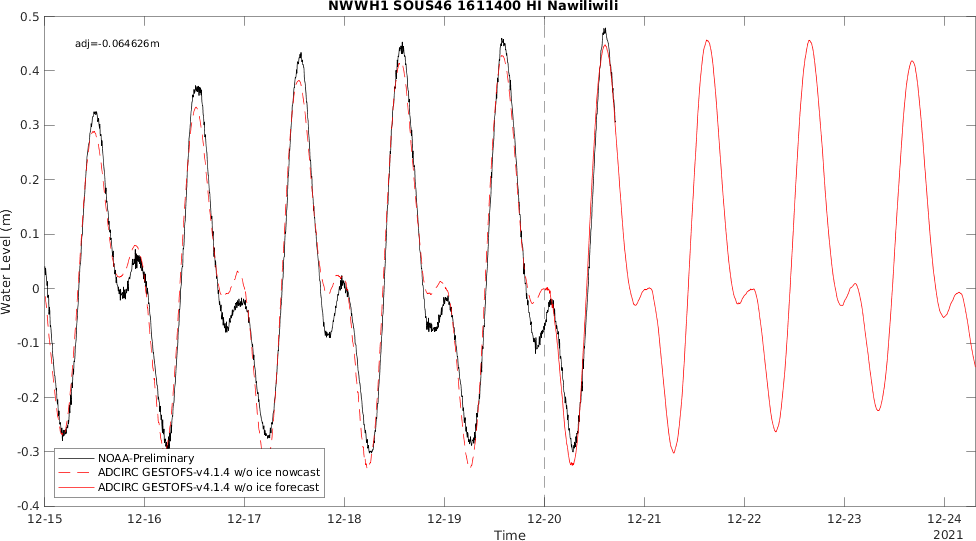 NWWH1 SOUS46 1611400 HI Nawiliwili
adj=-0.064626m
0.5
0.4
0.3
0.2
0.1
0
-0.1
-0.2
-0.3
-0.4
Water Level (m)
NOAA-Preliminary
ADCIRC GESTOFS-v4.1.4 w/o ice nowcast
ADCIRC GESTOFS-v4.1.4 w/o ice forecast
12-15 12-16 12-17 12-18 12-19 12-20 12-21 12-22 12-23 12-24
2021
Time